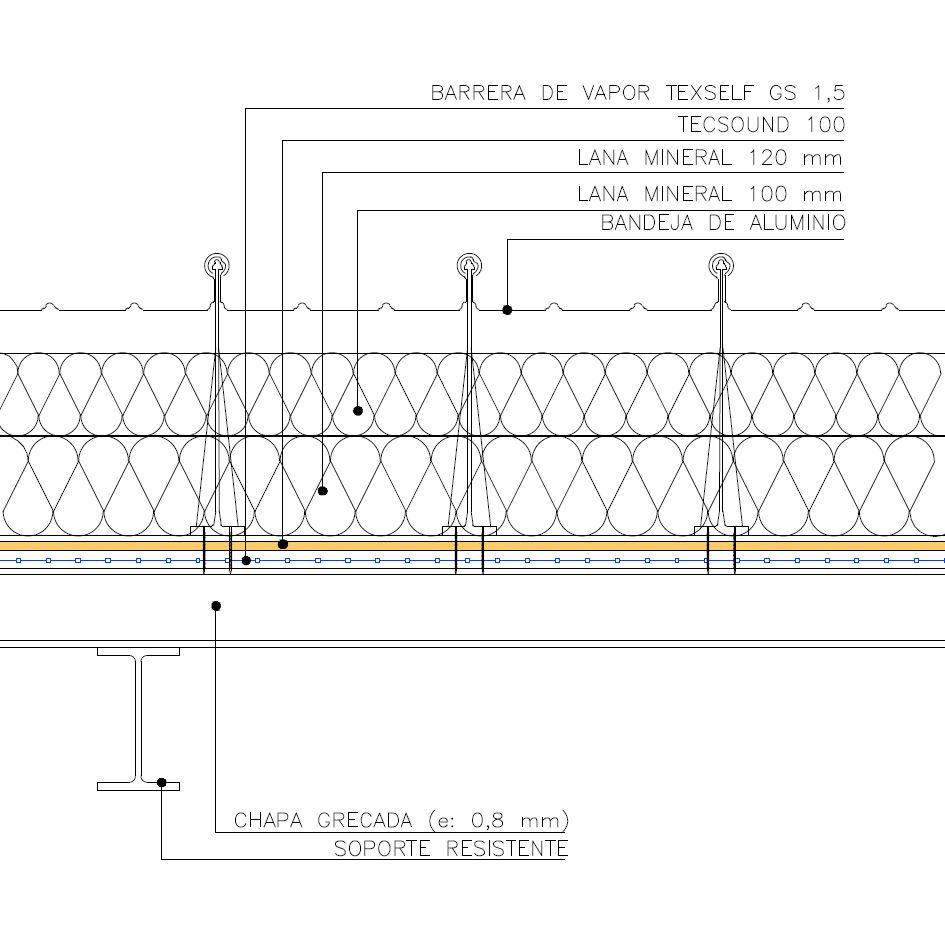 BARRERA DE VAPOR TEXSELF GS 1,5
TECSOUND 100
LANA MINERAL 120 mm
LANA MINERAL 100 mm
BANDEJA DE ALUMINIO
CHAPA GRECADA (e: 0,8 mm)
SOPORTE RESISTENTE